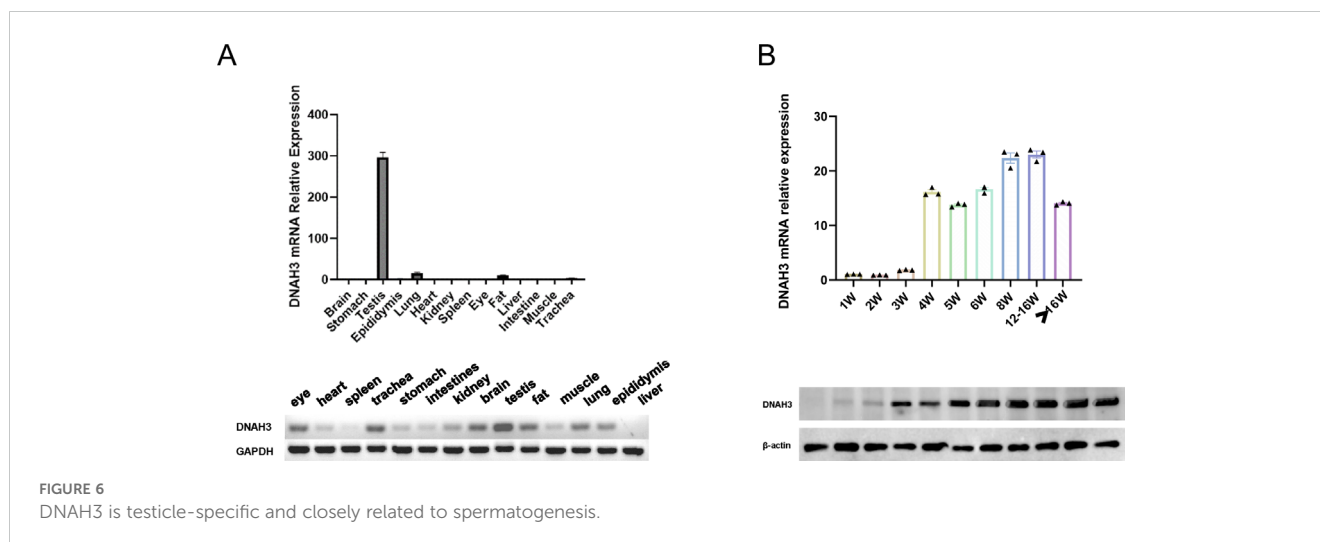 A
B
DNAH3 mRNA Relative Expression
400
300
200
100
0
Brain
Stomach
Testis
Epididymis
Lung
Heart
Kidney
Spleen
Eye
Fat
Liver
Intestine
Muscle
Trachea
DNAH3 mRNA relative expression
30
20
10
0
1W
2W
3W
4W
5W
6W
8W
12-16W
>16W
eye
heart
spleen
trachea
stomach
intestines
kidney
brain
testis
fat
muscle
lung
epididymis
liver
DNAH3
GAPDH
DNAH3
β-actin
FIGURE 6
DNAH3 is testicle-specific and closely related to spermatogenesis.